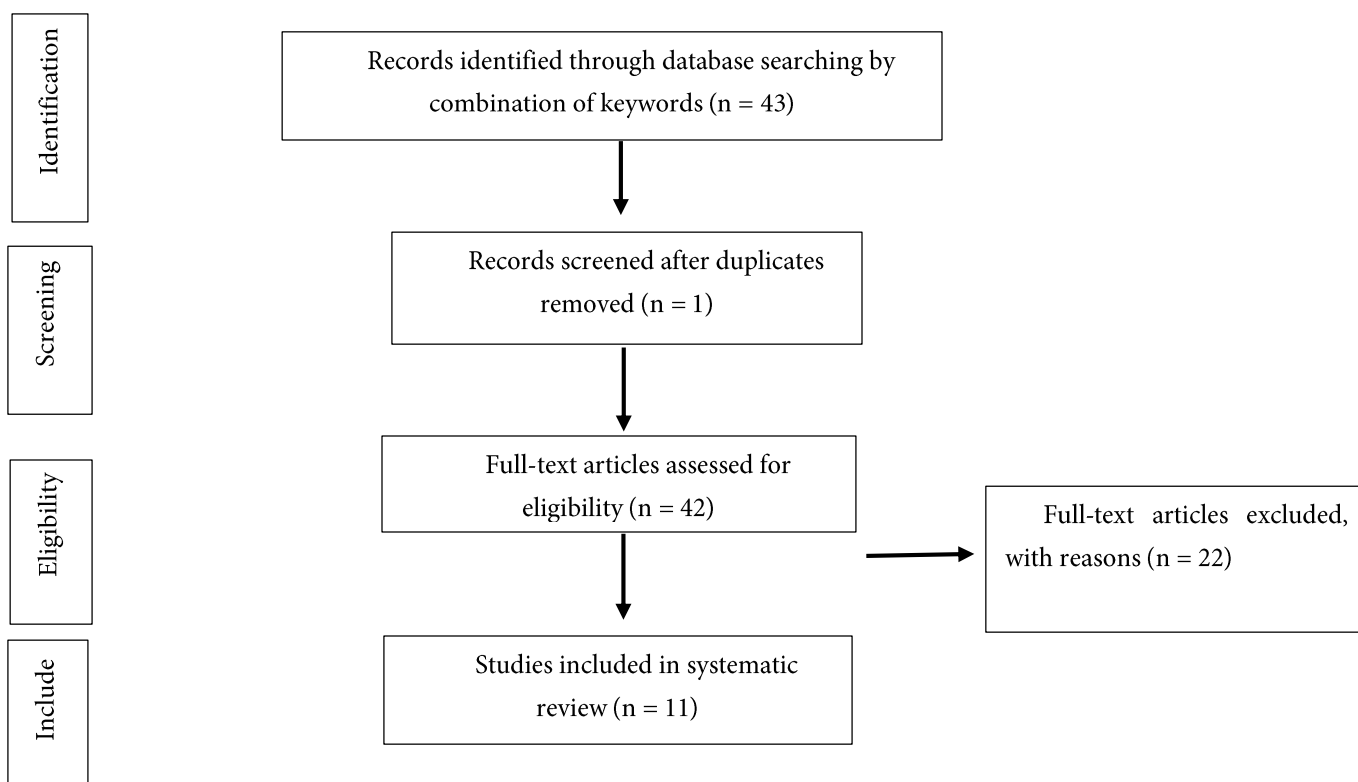 Identification
Records identified through database searching by
combination of keywords (n = 43)
Screening
Records screened after duplicates
removed (n = 1)
Eligibility
Full-text articles assessed for
eligibility (n = 42)
Full-text articles excluded,
with reasons (n = 22)
Include
Studies included in systematic
review (n = 11)